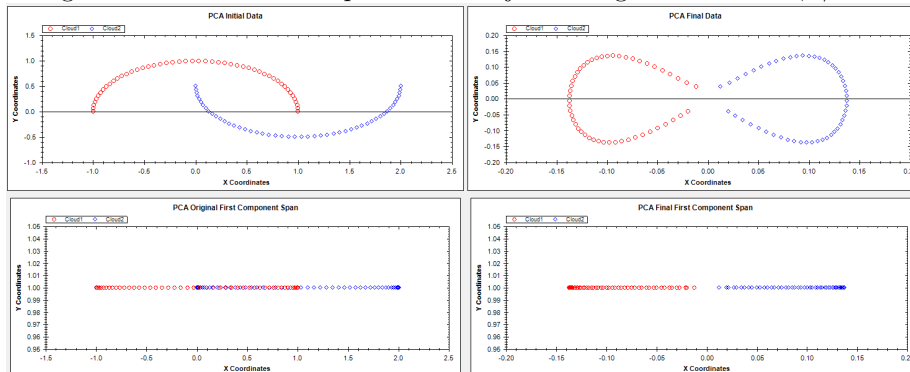 PCA Initial Data
Cloud1 Cloud2
1.5
1.0
0.5
0.0
-0.5
-1.0
Y Coordinates
-1.5 -1.0 -0.5 0.0 0.5 1.0 1.5 2.0 2.5
X Coordinates
PCA Final Data
Cloud1 Cloud2
0.20
0.15
0.10
0.05
0.00
-0.05
-0.10
-0.15
-0.20
Y Coordinates
-0.20 -0.15 -0.10 -0.05 0.00 0.05 0.10 0.15
X Coordinates
PCA Original First Component Span
Cloud1 Cloud2
1.05
1.04
1.03
1.02
1.01
1.00
0.99
0.98
0.97
0.96
0.95
Y Coordinates
-1.5 -1.0 -0.5 0.0 0.5 1.0 1.5 2.0 2.5
X Coordinates
PCA Final First Component Span
Cloud1 Cloud2
1.05
1.04
1.03
1.02
1.01
1.00
0.99
0.98
0.97
0.96
0.95
Y Coordinates
-0.20 -0.15 -0.10 -0.05 0.00 0.05 0.10 0.15
X Coordinates